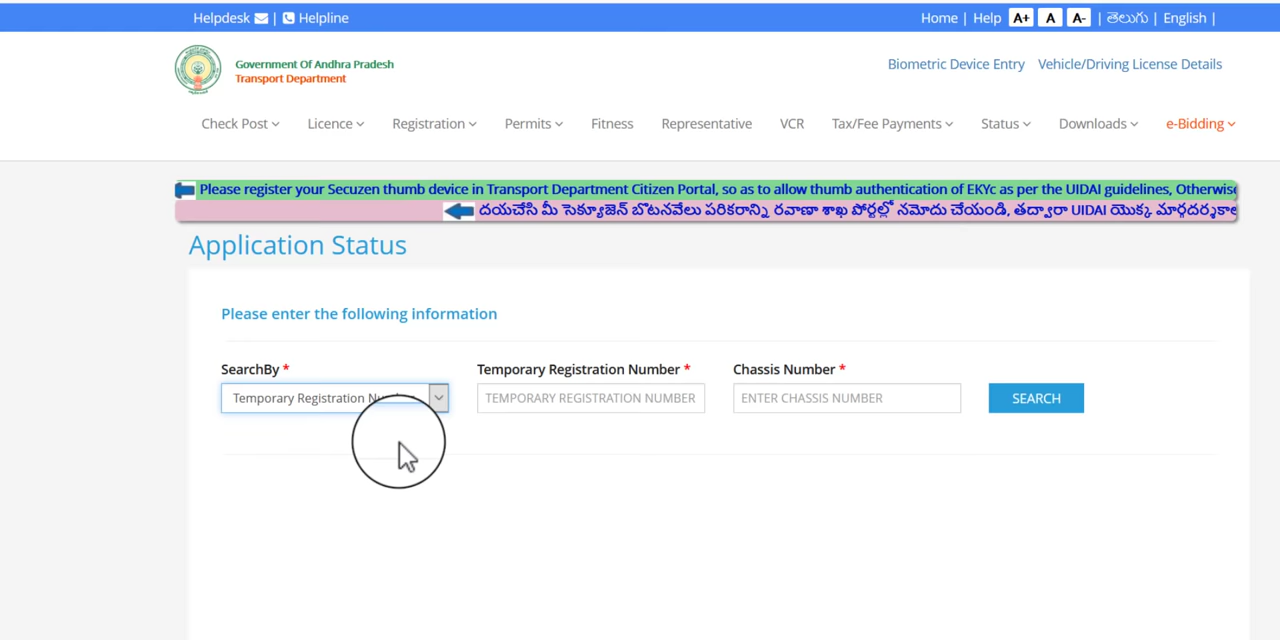 Helpdesk | Helpline Home | Help A+ A A- | తెలుగు | English |
Government Of Andhra Pradesh
Transport Department
Biometric Device Entry Vehicle/Driving License Details
Check Post Licence Registration Permits Fitness Representative VCR Tax/Fee Payments Status Downloads e-Bidding
Please register your Secuzen thumb device in Transport Department Citizen Portal, so as to allow thumb authentication of EKYc as per the UIDAI guidelines, Otherwise
దయచేసి మీ సెక్యూజెన్ బొటనవేలు పరికరాన్ని రవాణా శాఖ పోర్టల్లో నమోదు చేయండి, తద్వారా UIDAI యొక్క
Application Status
Please enter the following information
SearchBy * Temporary Registration Number * Chassis Number *
Temporary Registration TEMPORARY REGISTRATION NUMBER ENTER CHASSIS NUMBER SEARCH